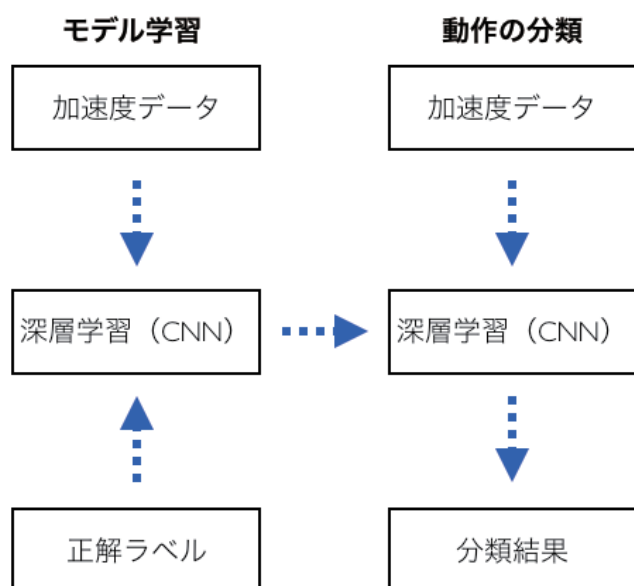 モデル学習
動作の分類
加速度データ
加速度データ
深層学習（CNN）
深層学習（CNN）
正解ラベル
分類結果